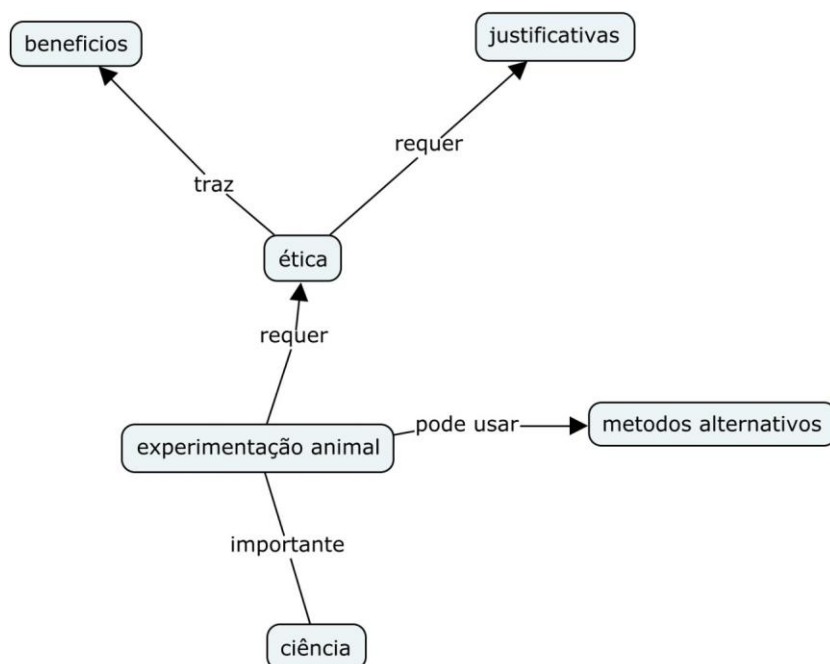 beneficios
justificativas
requer
traz
ética
requer
pode usar
metodos alternativos
experimentação animal
importante
ciência